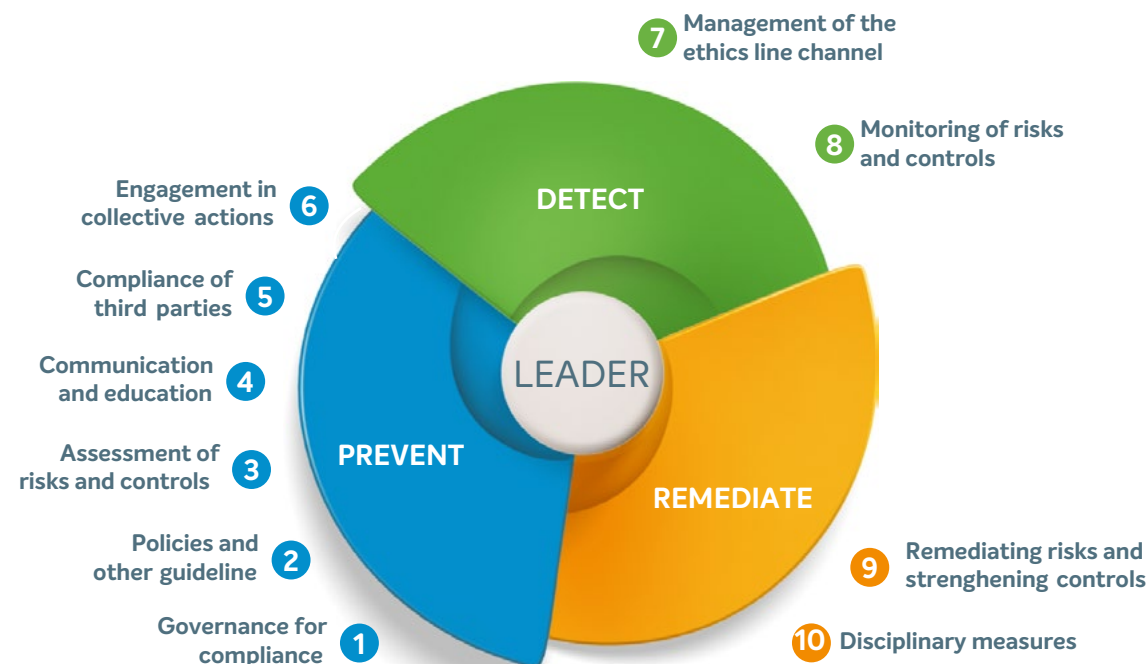 7 Management of the
ethics line channel
8 Monitoring of risks
and controls
DETECT
Engagement in
collective actions 6
Compliance of
third parties 5
Communication
and education 4
LEADER
Assessment of
risks and controls 3
PREVENT
REMEDIATE
Policies and
other guideline 2
9 Remediating risks and
strenghening controls
Governance for
compliance 1
10 Disciplinary measures